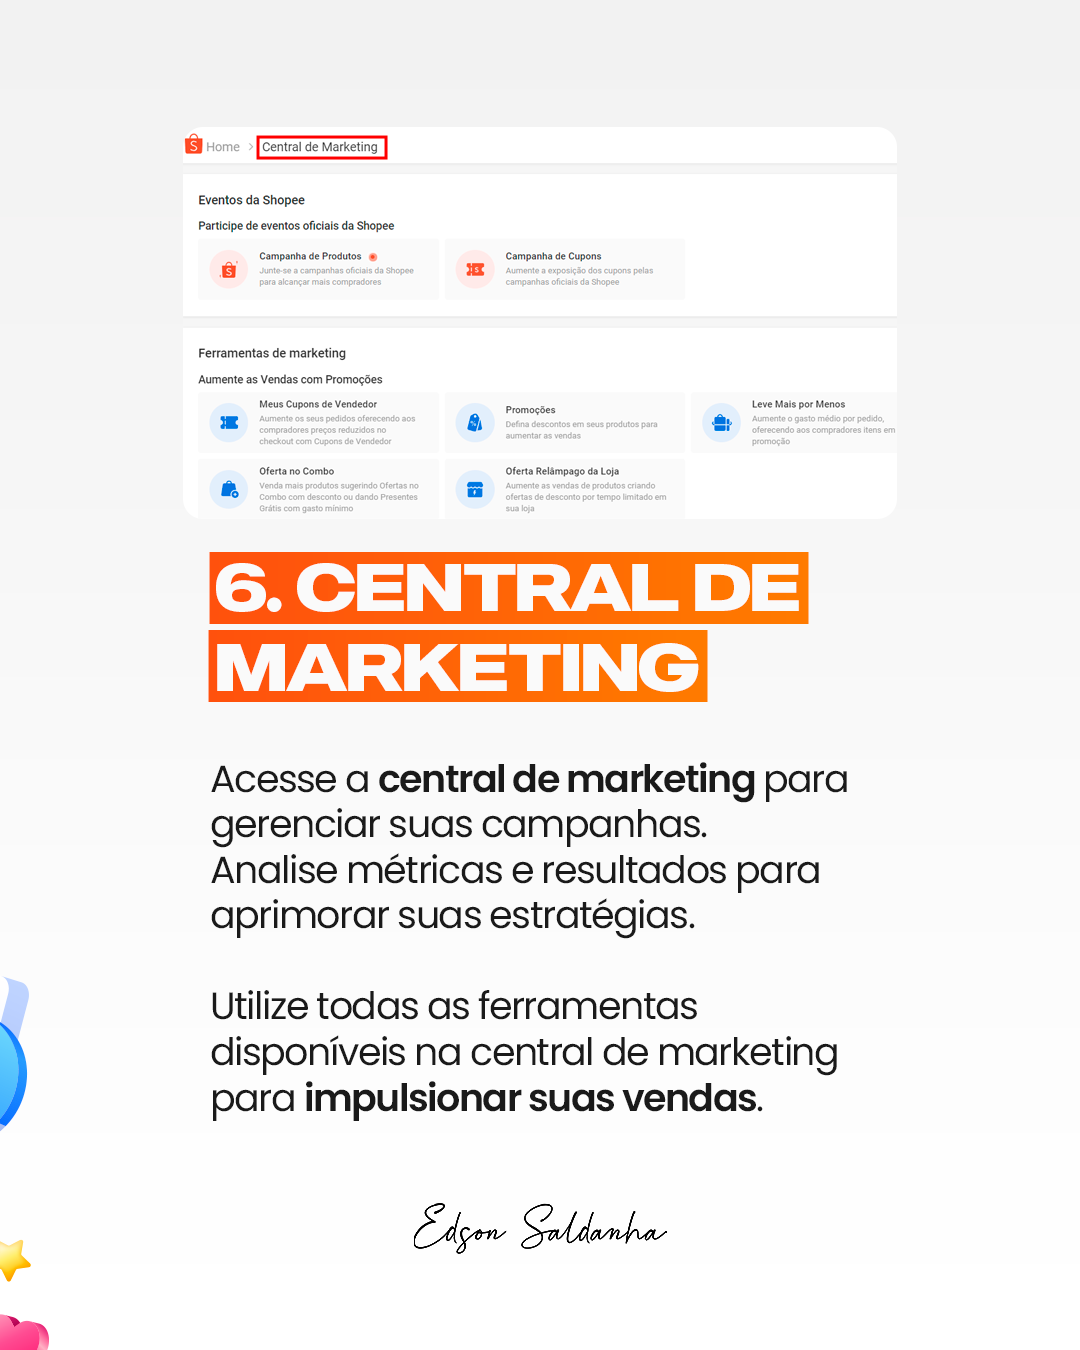 Home > Central de Marketing
Eventos da Shopee
Participe de eventos oficiais da Shopee
Campanha de Produtos
Junte-se a campanhas oficiais da Shopee
para alcançar mais compradores
Campanha de Cupons
Aumente a exposição dos cupons pelas
campanhas oficiais da Shopee
Ferramentas de marketing
Aumente as Vendas com Promoções
Meus Cupons de Vendedor
Aumente os seus pedidos oferecendo aos
compradores preços reduzidos no
checkout com Cupons de Vendedor
Promoções
Defina descontos em seus produtos para
aumentar as vendas
Leve Mais por Menos
Aumente o gasto médio por pedido,
oferecendo aos compradores itens em
promoção
Oferta no Combo
Venda mais produtos sugerindo Ofertas no
Combo com desconto ou dando Presentes
Grátis com gasto mínimo
Oferta Relâmpago da Loja
Aumente as vendas de produtos criando
ofertas de desconto por tempo limitado em
sua loja
6. CENTRAL DE
MARKETING
Acesse a central de marketing para
gerenciar suas campanhas.
Analise métricas e resultados para
aprimorar suas estratégias.
Utilize todas as ferramentas
disponíveis na central de marketing
para impulsionar suas vendas.
Edson Saldanha